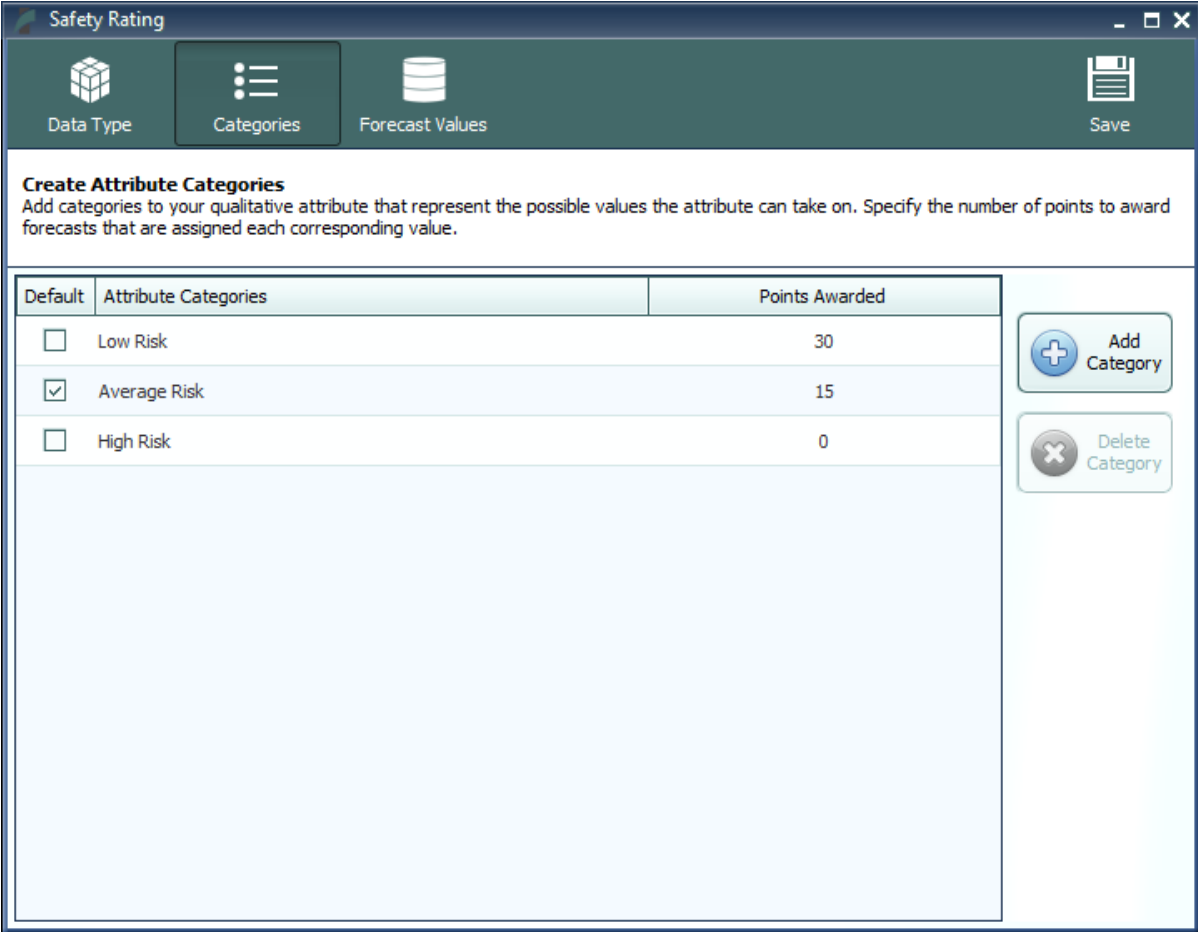 Safety Rating
Data Type
Categories
Forecast Values
Save
Create Attribute Categories
Add categories to your qualitative attribute that represent the possible values the attribute can take on. Specify the number of points to award
forecasts that are assigned each corresponding value.
Default Attribute Categories Points Awarded
Low Risk 30
Average Risk 15
High Risk 0
Add
Category
Delete
Category